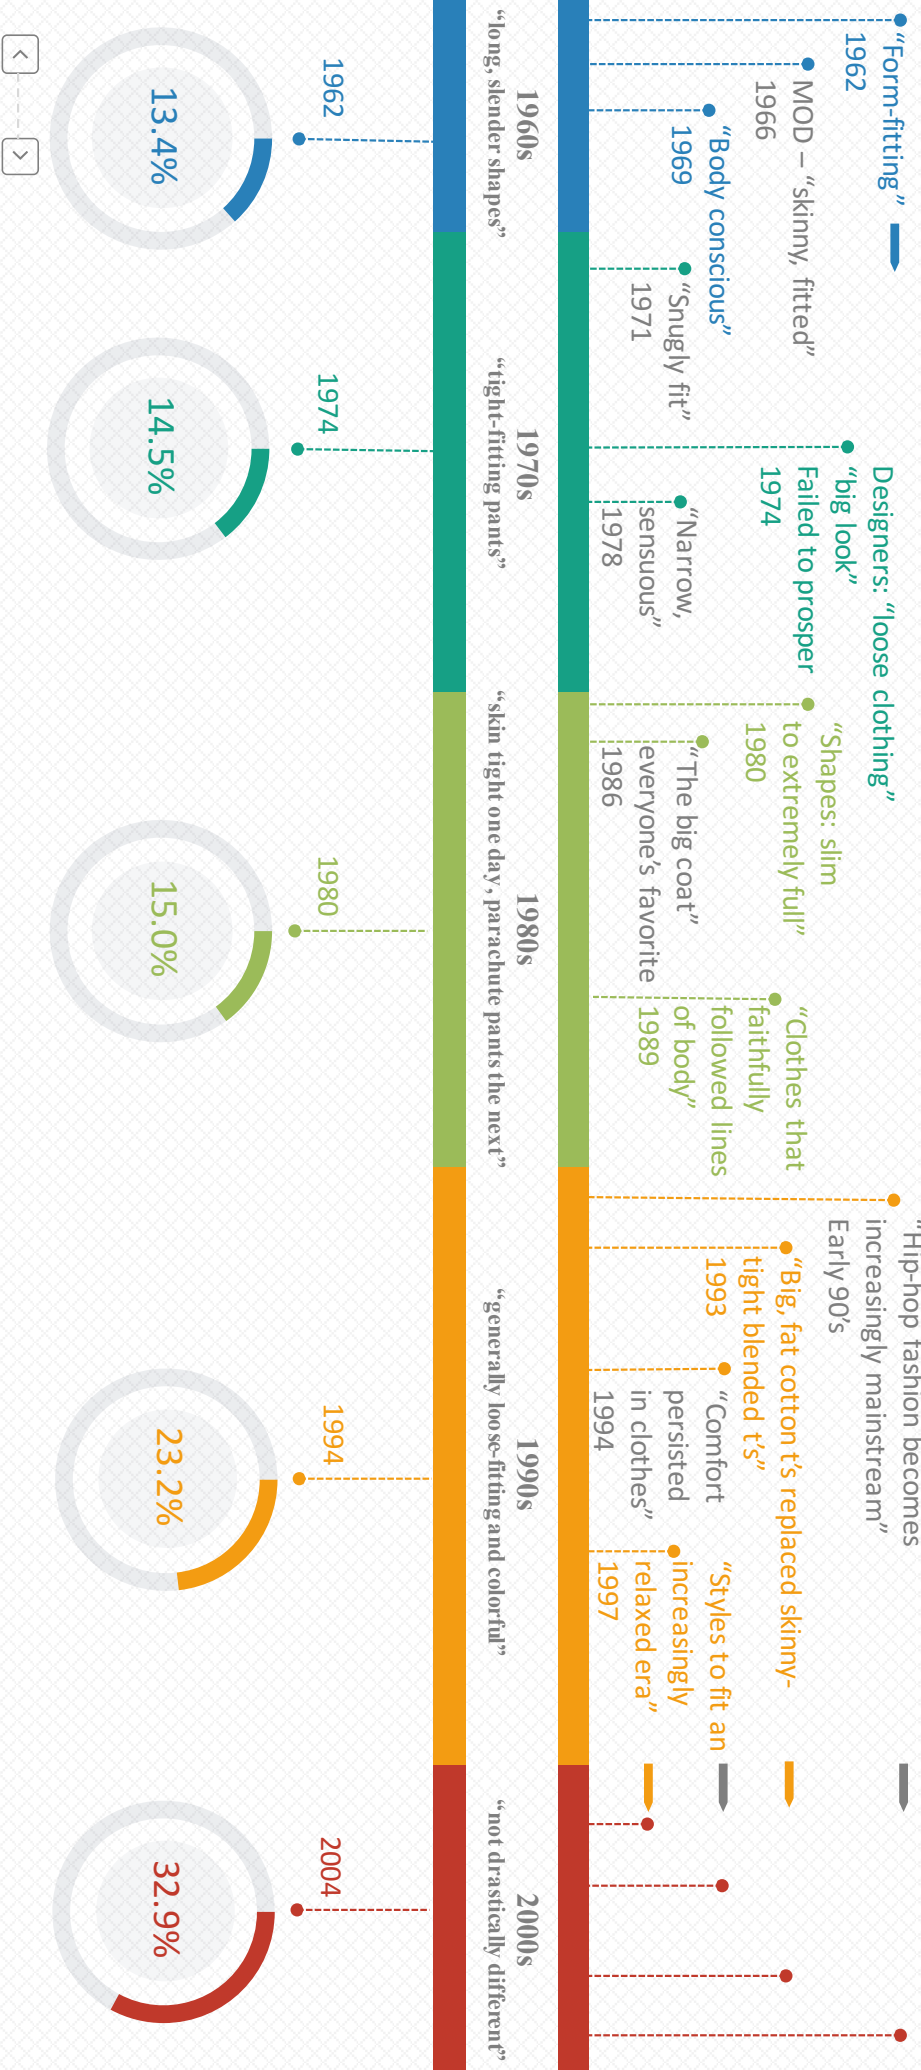 “Form-fitting”
1962
MOD – “skinny, fitted”
1966
“Body conscious”
1969
“Snugly fit”
1971
Designers: “loose clothing”
“big look”
Failed to prosper
1974
“Narrow,
sensuous”
1978
“Shapes: slim
to extremely full”
1980
“The big coat”
everyone’s favorite
1986
“Clothes that
faithfully
followed lines
of body”
1989
“Hip-hop fashion becomes
increasingly mainstream”
Early 90’s
“Big, fat cotton t’s replaced skinny-
tight blended t’s”
1993
“Comfort
persisted
in clothes”
1994
“Styles to fit an
increasingly
relaxed era”
1997
1960s
“long, slender shapes”
1970s
“tight-fitting pants”
1980s
“skin tight one day, parachute pants the next”
1990s
“generally loose-fitting and colorful”
2000s
“not drastically different”
1962
13.4%
1974
14.5%
1980
15.0%
1994
23.2%
2004
32.9%